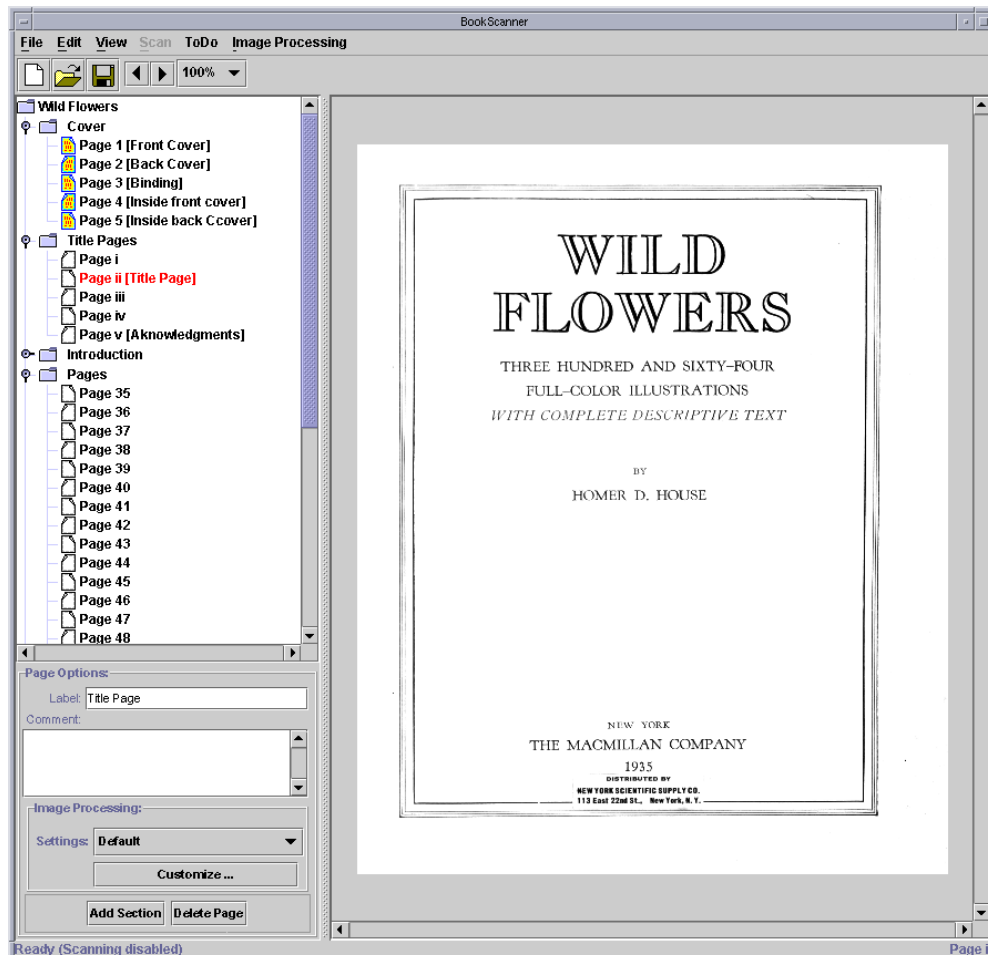 BookScanner
File Edit View Scan ToDo Image Processing
100%
Wild Flowers
Cover
Page 1 [Front Cover]
Page 2 [Back Cover]
Page 3 [Binding]
Page 4 [Inside front cover]
Page 5 [Inside back Ccover]
Title Pages
Page i
Page ii [Title Page]
Page iii
Page iv
Page v [Aknowledgments]
Introduction
Pages
Page 35
Page 36
Page 37
Page 38
Page 39
Page 40
Page 41
Page 42
Page 43
Page 44
Page 45
Page 46
Page 47
Page 48
Page Options:
Label: Title Page
Comment:
Image Processing:
Settings: Default
Customize ...
Add Section Delete Page
WILD
FLOWERS
THREE HUNDRED AND SIXTY-FOUR
FULL-COLOR ILLUSTRATIONS
WITH COMPLETE DESCRIPTIVE TEXT
BY
HOMER D. HOUSE
NEW YORK
THE MACMILLAN COMPANY
1935
DISTRIBUTED BY
NEW YORK SCIENTIFIC SUPPLY CO.
113 East 22nd St., New York, N. Y.
Ready (Scanning disabled)
Page i